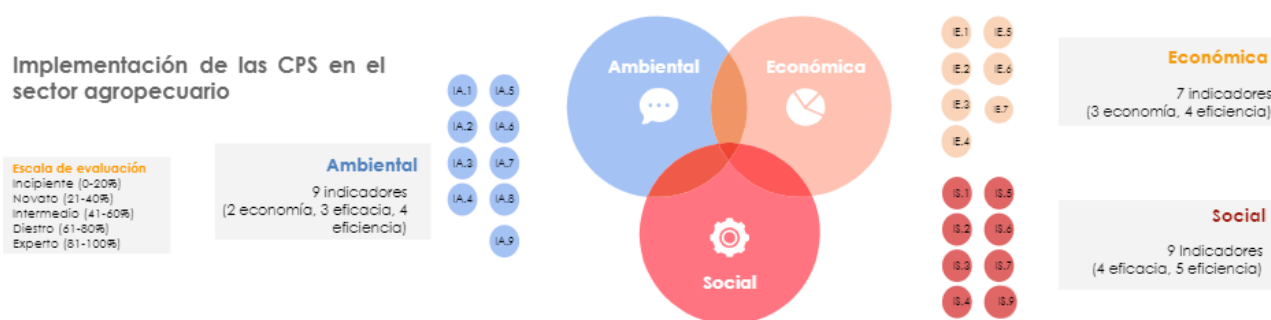 Implementación de las CPS en el
sector agropecuario
Escala de evaluación
Incipiente (0-20%)
Novato (21-40%)
Intermedio (41-60%)
Diestro (61-80%)
Experto (81-100%)
Ambiental
9 indicadores
(2 economía, 3 eficacia, 4
eficiencia)
IA.1 IA.5
IA.2 IA.6
IA.3 IA.7
IA.4 IA.8
IA.9
Ambiental
Económica
Social
IE.1 IE.5
IE.2 IE.6
IE.3 IE.7
IE.4
IS.1 IS.5
IS.2 IS.6
IS.3 IS.7
IS.4 IS.9
Económica
7 indicadores
(3 economía, 4 eficiencia)
Social
9 Indicadores
(4 eficacia, 5 eficiencia)